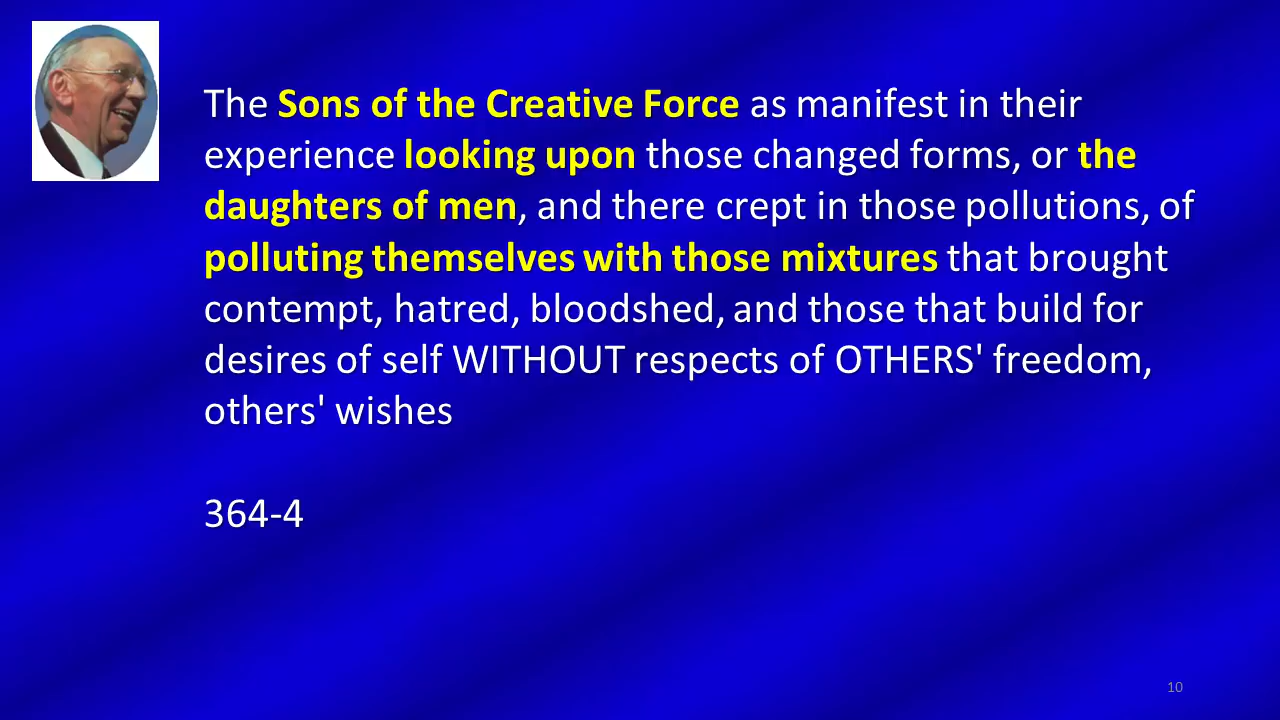 The Sons of the Creative Force as manifest in their
experience looking upon those changed forms, or the
daughters of men, and there crept in those pollutions, of
polluting themselves with those mixtures that brought
contempt, hatred, bloodshed, and those that build for
desires of self WITHOUT respects of OTHERS' freedom,
others' wishes
364-4
10